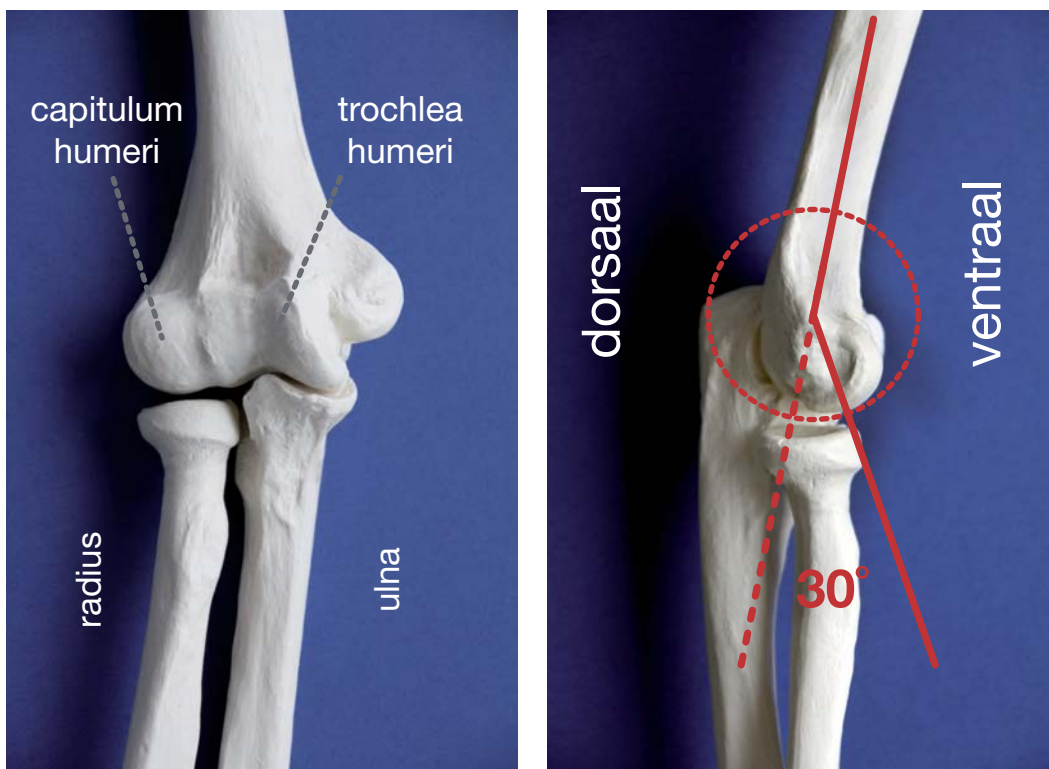 capitulum
humeri
trochlea
humeri
radius
ulna
dorsaal
ventraal
30°